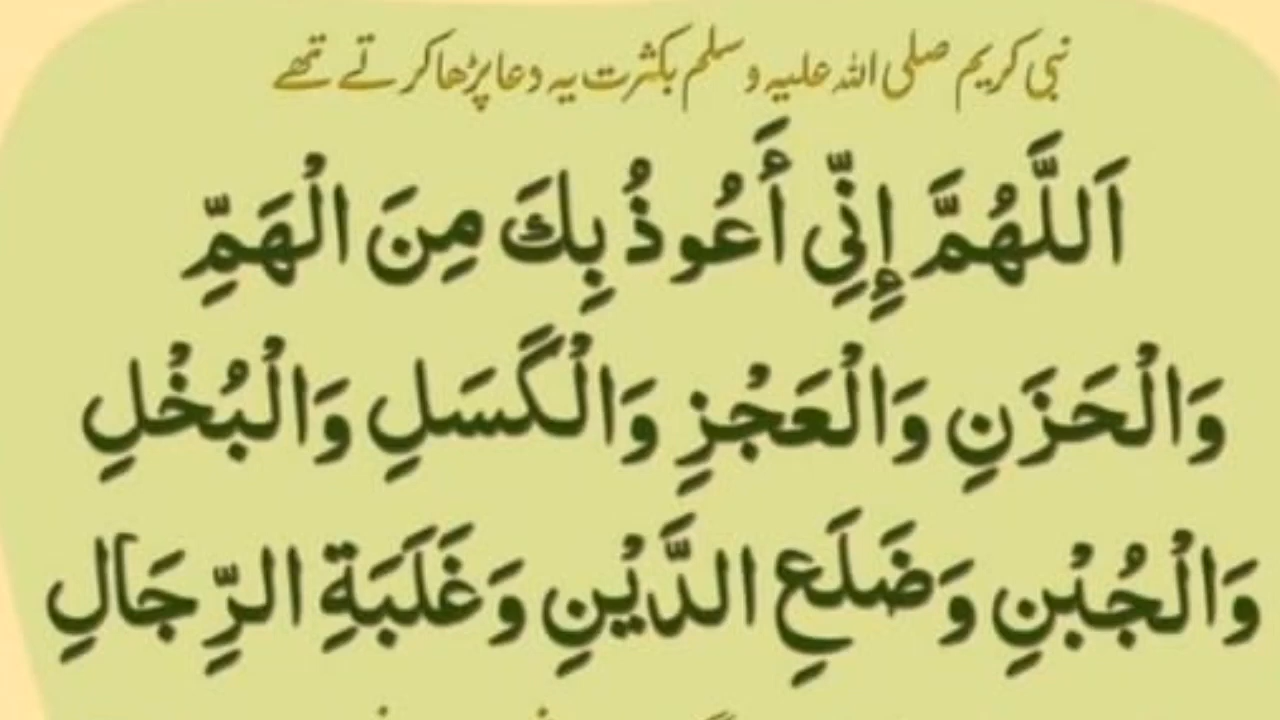 نبی کریم صلی اللہ علیہ و سلم بکثرت یہ دعا پڑھا کرتے تھے
اَللَّهُمَّ إِنِّي أَعُوذُ بِكَ مِنَ الْهَمِّ
وَالْحَزَنِ وَالْعَجْزِ وَالْكَسَلِ وَالْبُخْلِ
وَالْجُبْنِ وَضَلَعِ الدَّيْنِ وَغَلَبَةِ الرِّجَالِ